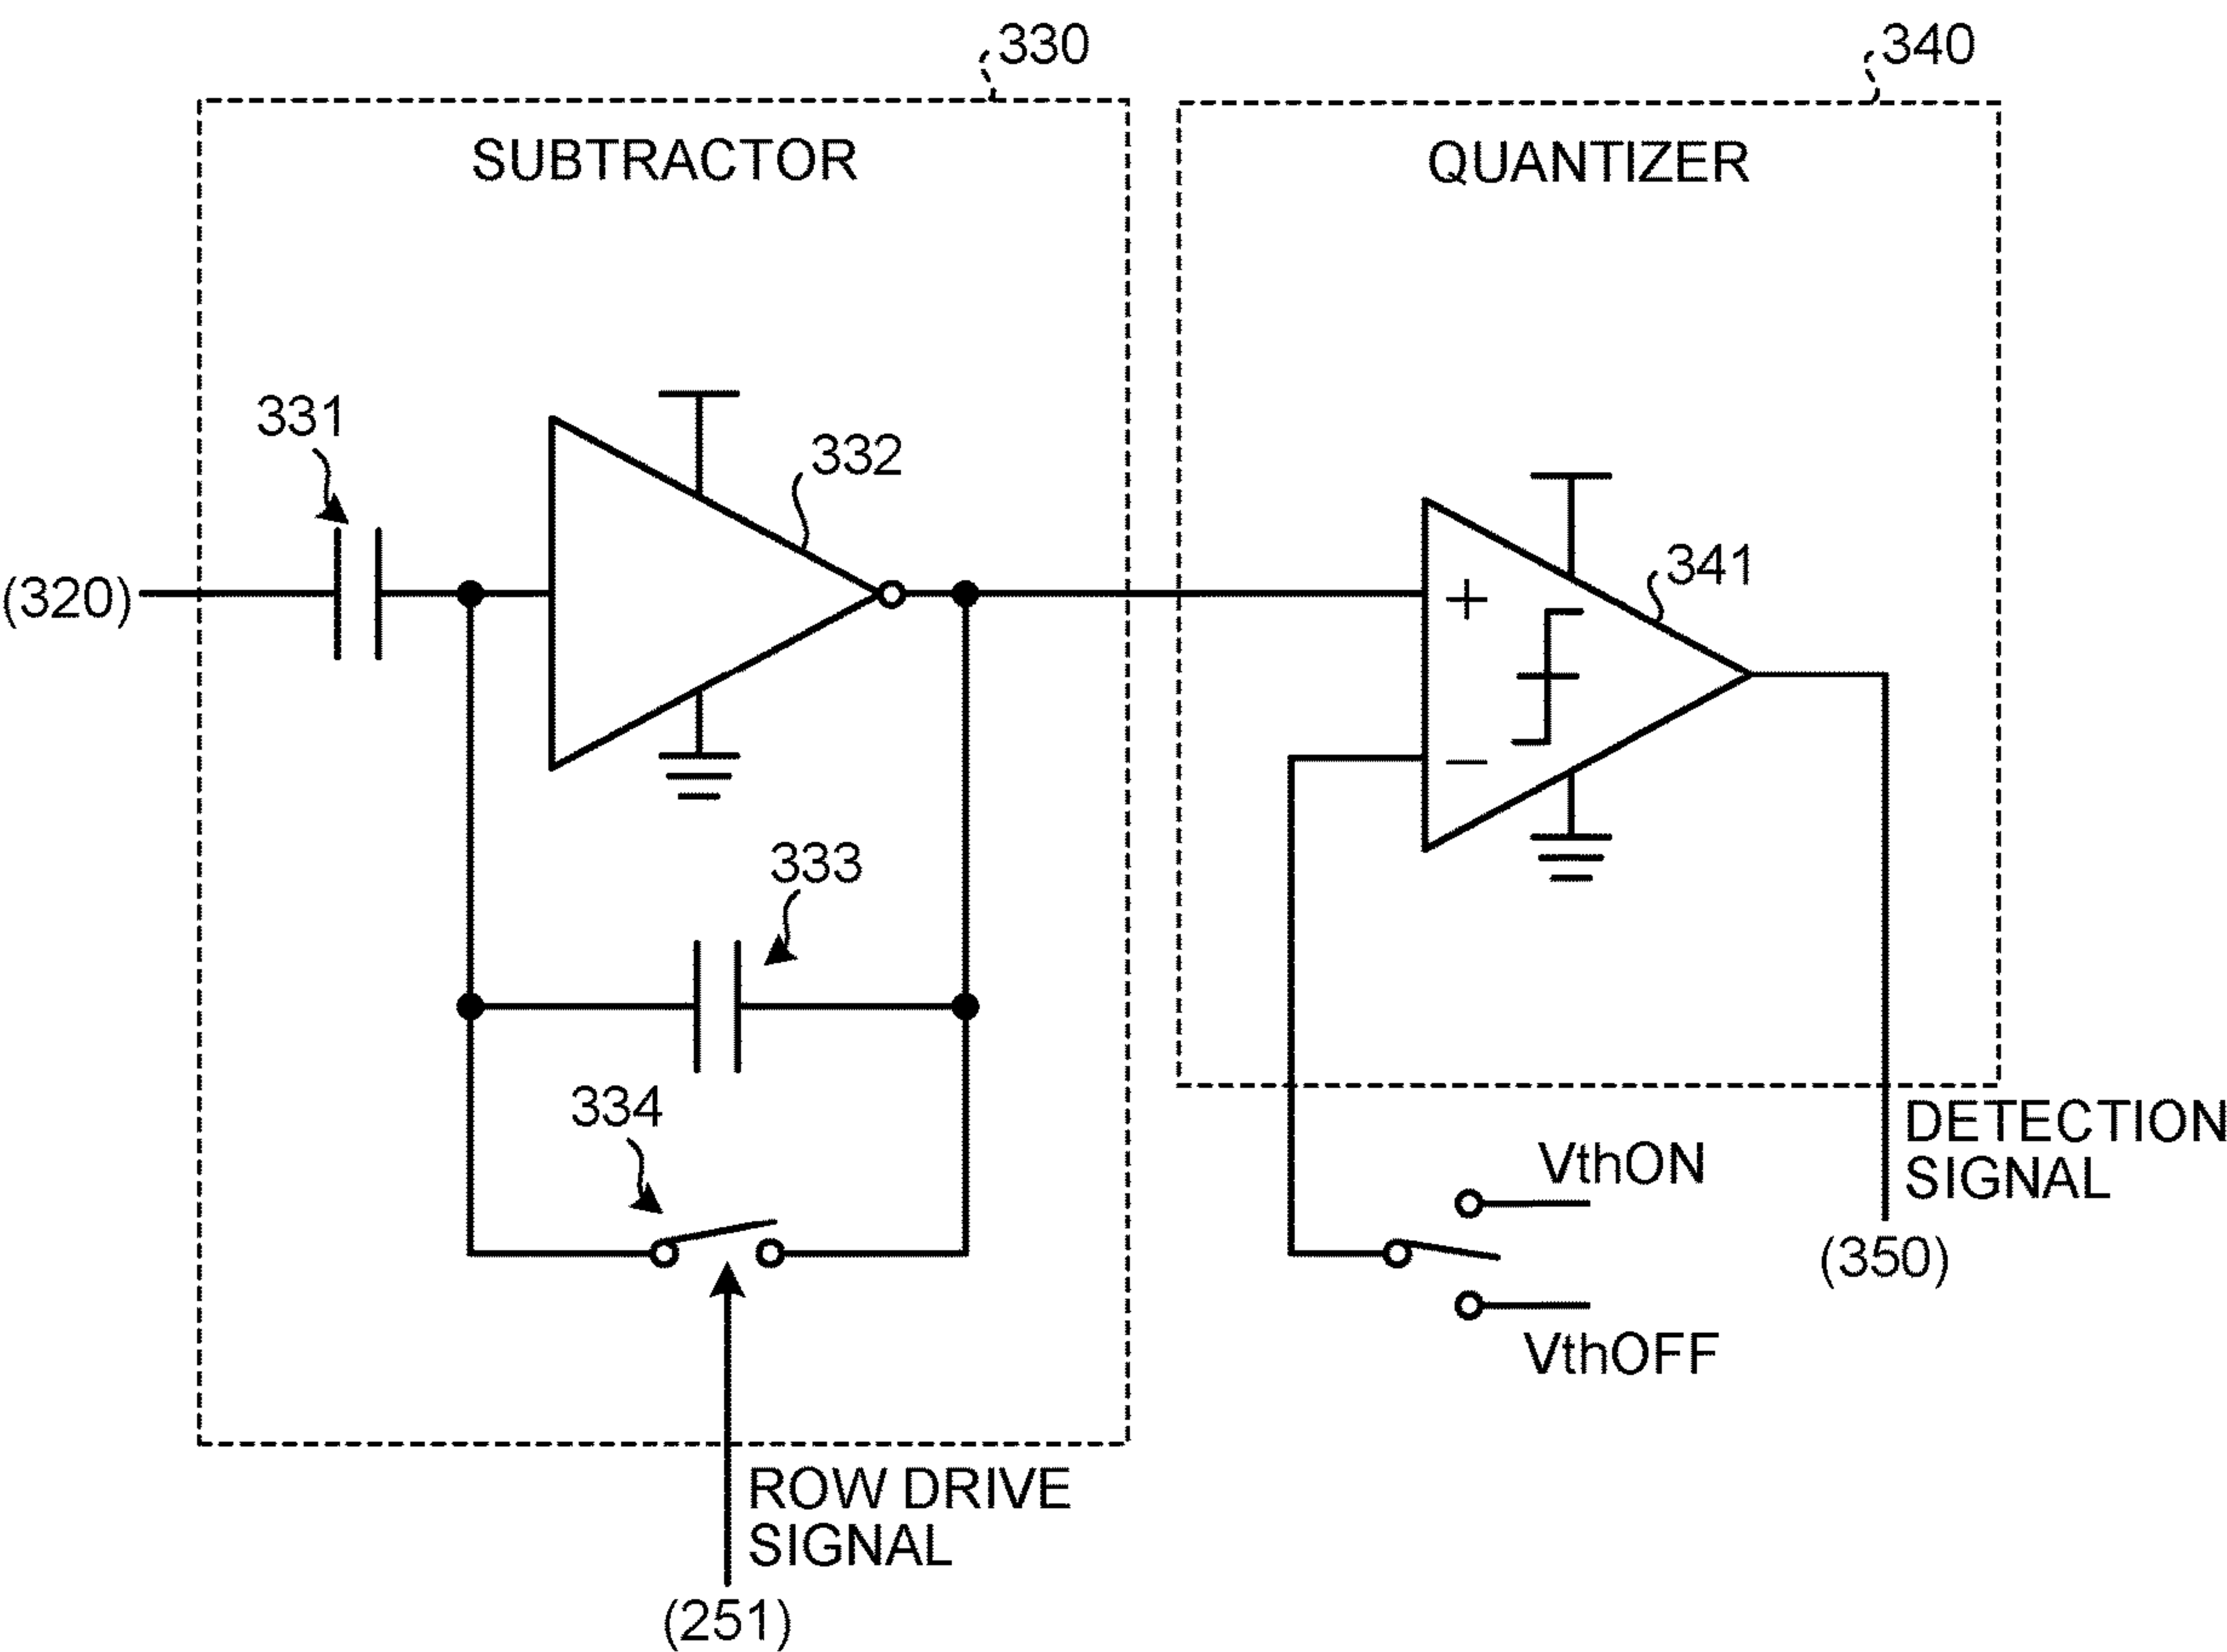 330
340
SUBTRACTOR
QUANTIZER
331
332
341
(320)
+
−
333
334
DETECTION
SIGNAL
VthON
(350)
VthOFF
ROW DRIVE
SIGNAL
(251)